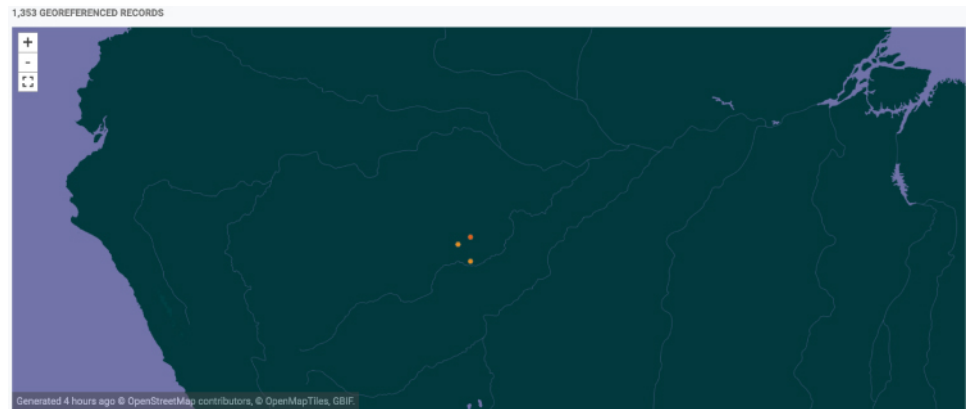 1,353 GEOREFERENCED RECORDS
+
-
Generated 4 hours ago © OpenStreetMap contributors, © OpenMapTiles, GBIF.